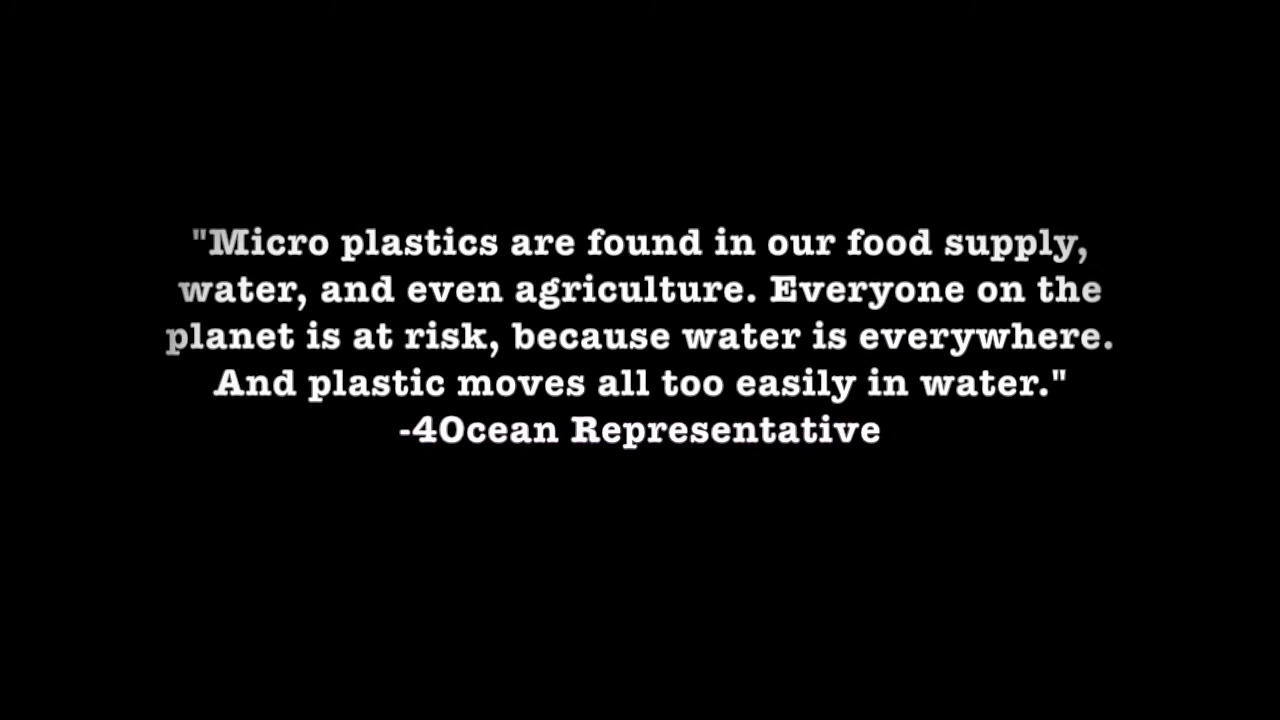 "Micro plastics are found in our food supply,
water, and even agriculture. Everyone on the
planet is at risk, because water is everywhere.
And plastic moves all too easily in water."
-4Ocean Representative